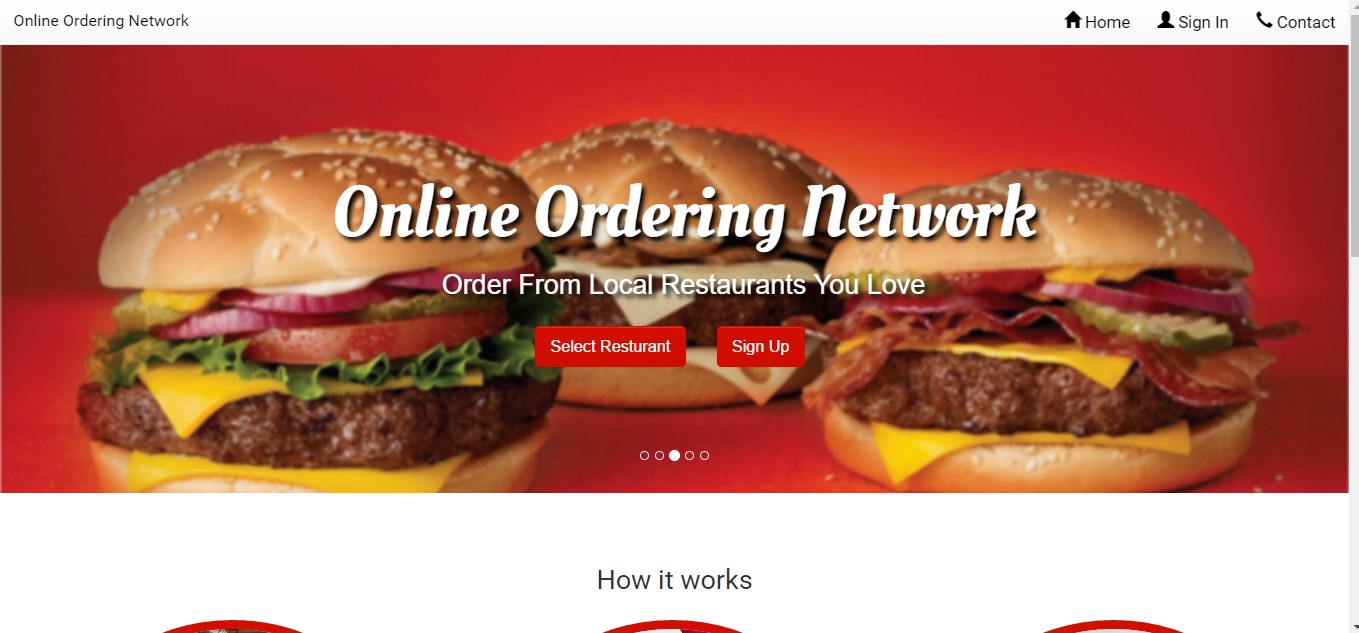 Online Ordering Network
Home Sign In Contact
Online Ordering Network
Order From Local Restaurants You Love
Select Resturant Sign Up
How it works